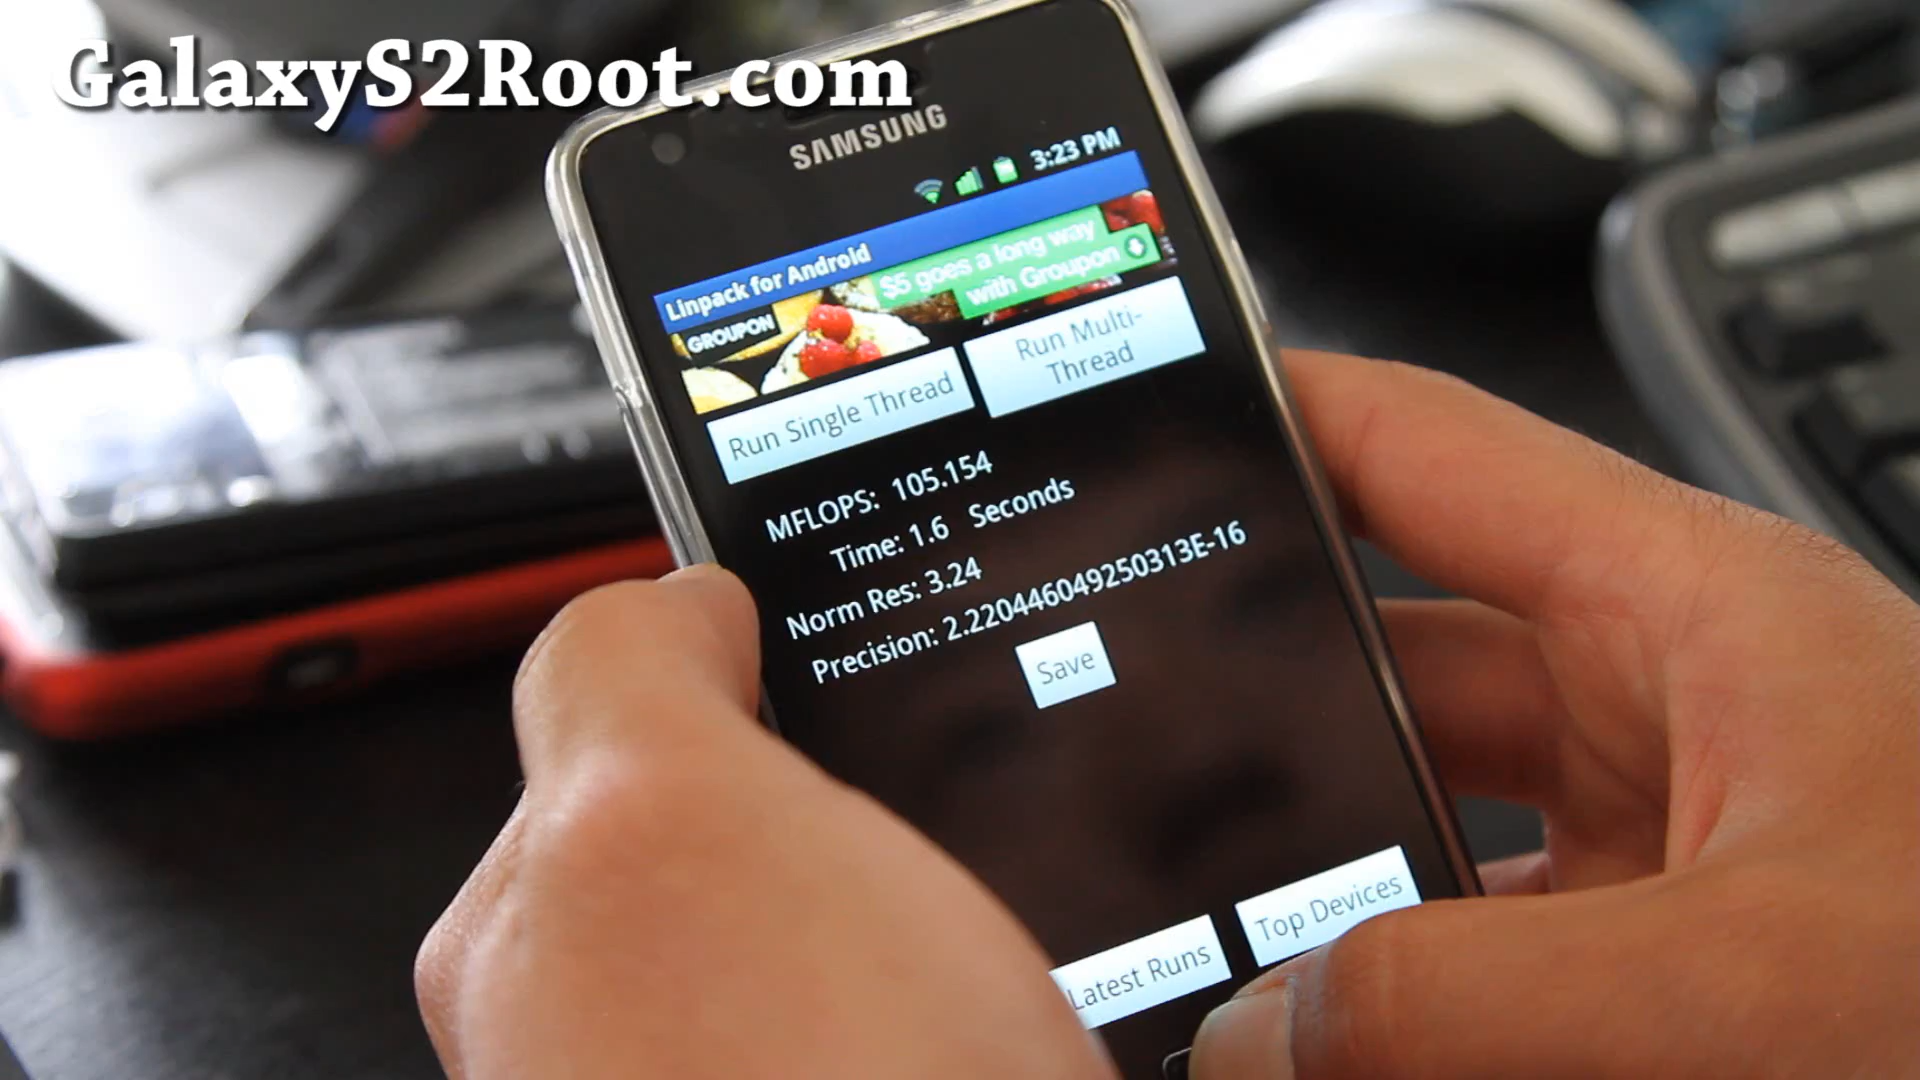 GalaxyS2Root.com
SAMSUNG
3:23 PM
Linpack for Android
GROUPON
$5 goes a long way
with Groupon
Run Single Thread
Run Multi-
Thread
MFLOPS: 105.154
Time: 1.6 Seconds
Norm Res: 3.24
Precision: 2.220446049250313E-16
Save
Latest Runs
Top Devices